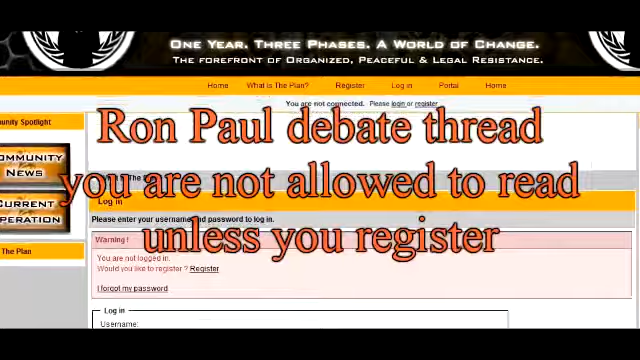 One Year. Three Phases. A World of Change.
The forefront of Organized, Peaceful & Legal Resistance.
Home What is The Plan? Register Log in Portal Home
You are not connected. Please login or register
munity Spotlight
Ron Paul debate thread
COMMUNITY
News
you are not allowed to read
Log in
Current
Operation
Please enter your username and password to log in.
unless you register
Warning !
The Plan
You are not logged in.
Would you like to register ? Register
I forgot my password
Log in
Username: